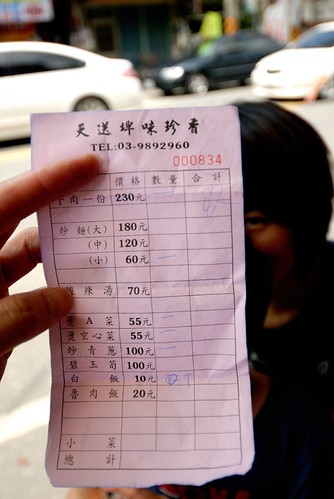 天送埤味珍香
TEL:03-9892960
000834
價格 數量 合計
肉一份 230元
炒麵(大) 180元
(中) 120元
(小) 60元
辣湯 70元
燙A菜 55元
燙空心菜 55元
炒青蔥 100元
碧玉筍 100元
白飯 10元
魯肉飯 20元
小菜
總計